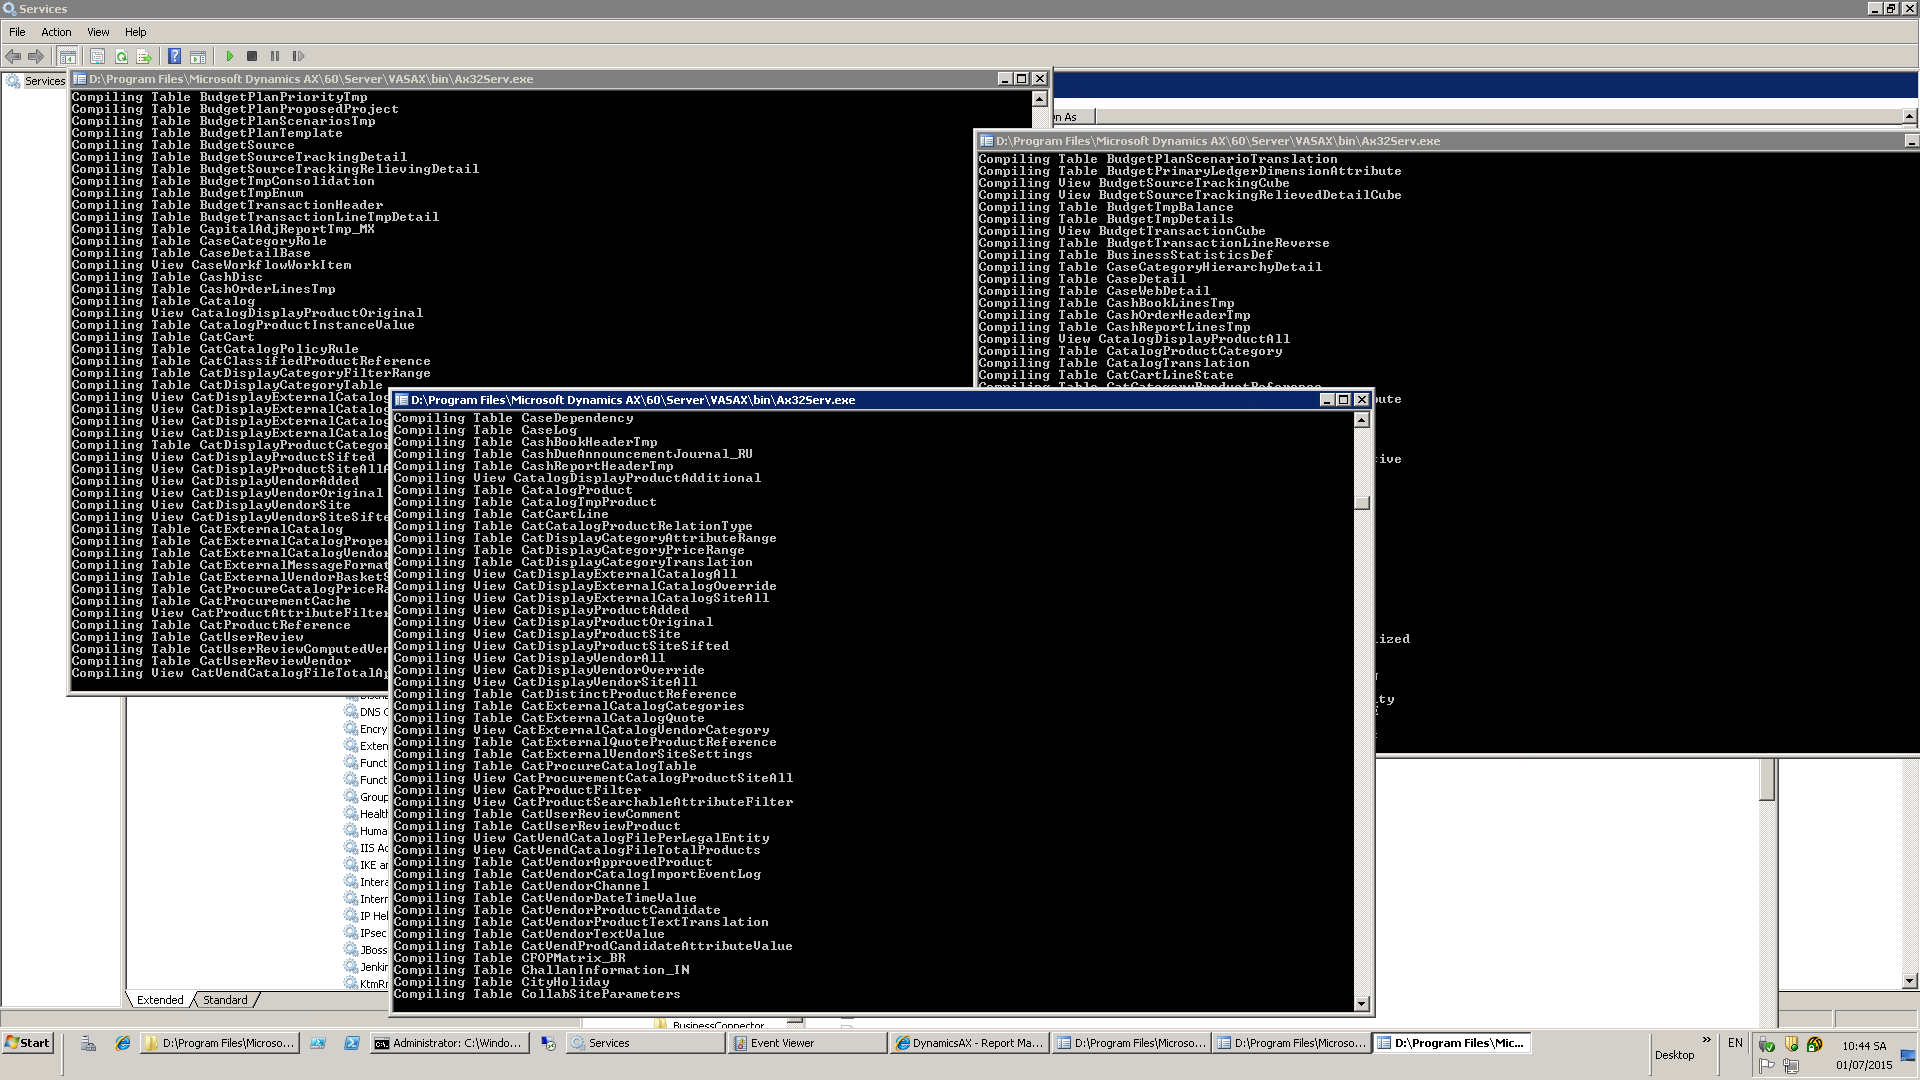 Services
File Action View Help
Services
D:\Program Files\Microsoft Dynamics AX\60\Server\VASAX\bin\Ax32Serv.exe
Compiling Table BudgetPlanPriorityTmp
Compiling Table BudgetPlanProposedProject
Compiling Table BudgetPlanScenariosTmp
Compiling Table BudgetPlanTemplate
Compiling Table BudgetSource
Compiling Table BudgetSourceTrackingDetail
Compiling Table BudgetSourceTrackingRelievingDetail
Compiling Table BudgetTmpConsolidation
Compiling Table BudgetTmpEnum
Compiling Table BudgetTransactionHeader
Compiling Table BudgetTransactionLineTmpDetail
Compiling Table CapitalAdjReportTmp_MX
Compiling Table CaseCategoryRole
Compiling Table CaseDetailBase
Compiling View CaseWorkflowWorkItem
Compiling Table CashDisc
Compiling Table CashOrderLinesTmp
Compiling Table Catalog
Compiling View CatalogDisplayProductOriginal
Compiling Table CatalogProductInstanceValue
Compiling Table CatCart
Compiling Table CatCatalogPolicyRule
Compiling Table CatClassifiedProductReference
Compiling Table CatDisplayCategoryFilterRange
Compiling Table CatDisplayCategoryTable
Compiling View CatDisplayExternalCatalog
Compiling View CatDisplayExternalCatalog
Compiling View CatDisplayExternalCatalog
Compiling View CatDisplayExternalCatalog
Compiling Table CatDisplayProductCategor
Compiling View CatDisplayProductSifted
Compiling View CatDisplayProductSiteAllA
Compiling View CatDisplayVendorAdded
Compiling View CatDisplayVendorOriginal
Compiling View CatDisplayVendorSite
Compiling View CatDisplayVendorSiteSifte
Compiling Table CatExternalCatalog
Compiling Table CatExternalCatalogProper
Compiling Table CatExternalCatalogVendor
Compiling Table CatExternalMessageFormat
Compiling Table CatExternalVendorBasketS
Compiling Table CatProcureCatalogPriceRa
Compiling Table CatProcurementCache
Compiling View CatProductAttributeFilter
Compiling Table CatProductReference
Compiling Table CatUserReview
Compiling Table CatUserReviewComputedVen
Compiling Table CatUserReviewVendor
Compiling View CatVendCatalogFileTotalAp
n As
D:\Program Files\Microsoft Dynamics AX\60\Server\VASAX\bin\Ax32Serv.exe
Compiling Table BudgetPlanScenarioTranslation
Compiling Table BudgetPrimaryLedgerDimensionAttribute
Compiling View BudgetSourceTrackingCube
Compiling View BudgetSourceTrackingRelievedDetailCube
Compiling Table BudgetTmpBalance
Compiling Table BudgetTmpDetails
Compiling View BudgetTransactionCube
Compiling Table BudgetTransactionLineReverse
Compiling Table BusinessStatisticsDef
Compiling Table CaseCategoryHierarchyDetail
Compiling Table CaseDetail
Compiling Table CaseWebDetail
Compiling Table CashBookLinesTmp
Compiling Table CashOrderHeaderTmp
Compiling Table CashReportLinesTmp
Compiling View CatalogDisplayProductAll
Compiling Table CatalogProductCategory
Compiling Table CatalogTranslation
Compiling Table CatCartLineState
Compiling Table CatCategoryProductReference
bute
ive
ized
ity
D:\Program Files\Microsoft Dynamics AX\60\Server\VASAX\bin\Ax32Serv.exe
Compiling Table CaseDependency
Compiling Table CaseLog
Compiling Table CashBookHeaderTmp
Compiling Table CashDueAnnouncementJournal_RU
Compiling Table CashReportHeaderTmp
Compiling View CatalogDisplayProductAdditional
Compiling Table CatalogProduct
Compiling Table CatalogTmpProduct
Compiling Table CatCartLine
Compiling Table CatCatalogProductRelationType
Compiling Table CatDisplayCategoryAttributeRange
Compiling Table CatDisplayCategoryPriceRange
Compiling Table CatDisplayCategoryTranslation
Compiling View CatDisplayExternalCatalogAll
Compiling View CatDisplayExternalCatalogOverride
Compiling View CatDisplayExternalCatalogSiteAll
Compiling View CatDisplayProductAdded
Compiling View CatDisplayProductOriginal
Compiling View CatDisplayProductSite
Compiling View CatDisplayProductSiteSifted
Compiling View CatDisplayVendorAll
Compiling View CatDisplayVendorOverride
Compiling View CatDisplayVendorSiteAll
Compiling Table CatDistinctProductReference
Compiling Table CatExternalCatalogCategories
Compiling Table CatExternalCatalogQuote
Compiling View CatExternalCatalogVendorCategory
Compiling Table CatExternalQuoteProductReference
Compiling Table CatExternalVendorSiteSettings
Compiling Table CatProcureCatalogTable
Compiling View CatProcurementCatalogProductSiteAll
Compiling View CatProductFilter
Compiling View CatProductSearchableAttributeFilter
Compiling Table CatUserReviewComment
Compiling Table CatUserReviewProduct
Compiling View CatVendCatalogFilePerLegalEntity
Compiling View CatVendCatalogFileTotalProducts
Compiling Table CatVendorApprovedProduct
Compiling Table CatVendorCatalogImportEventLog
Compiling Table CatVendorChannel
Compiling Table CatVendorDateTimeValue
Compiling Table CatVendorProductCandidate
Compiling Table CatVendorProductTextTranslation
Compiling Table CatVendorTextValue
Compiling Table CatVendProdCandidateAttributeValue
Compiling Table CFOPMatrix_BR
Compiling Table ChallanInformation_IN
Compiling Table CityHoliday
Compiling Table CollabSiteParameters
DNS C
Encry
Exten
Funct
Funct
Group
Health
Huma
IIS Ad
IKE an
Intera
Intern
IP Hel
IPsec
JBoss
Jenkin
KtmRr
Extended Standard
BusinessConnector
Start D:\Program Files\Microso... Administrator: C:\Windo... Services Event Viewer DynamicsAX - Report Ma... D:\Program Files\Microso... D:\Program Files\Microso... D:\Program Files\Mic...
Desktop » EN
10:44 SA
01/07/2015